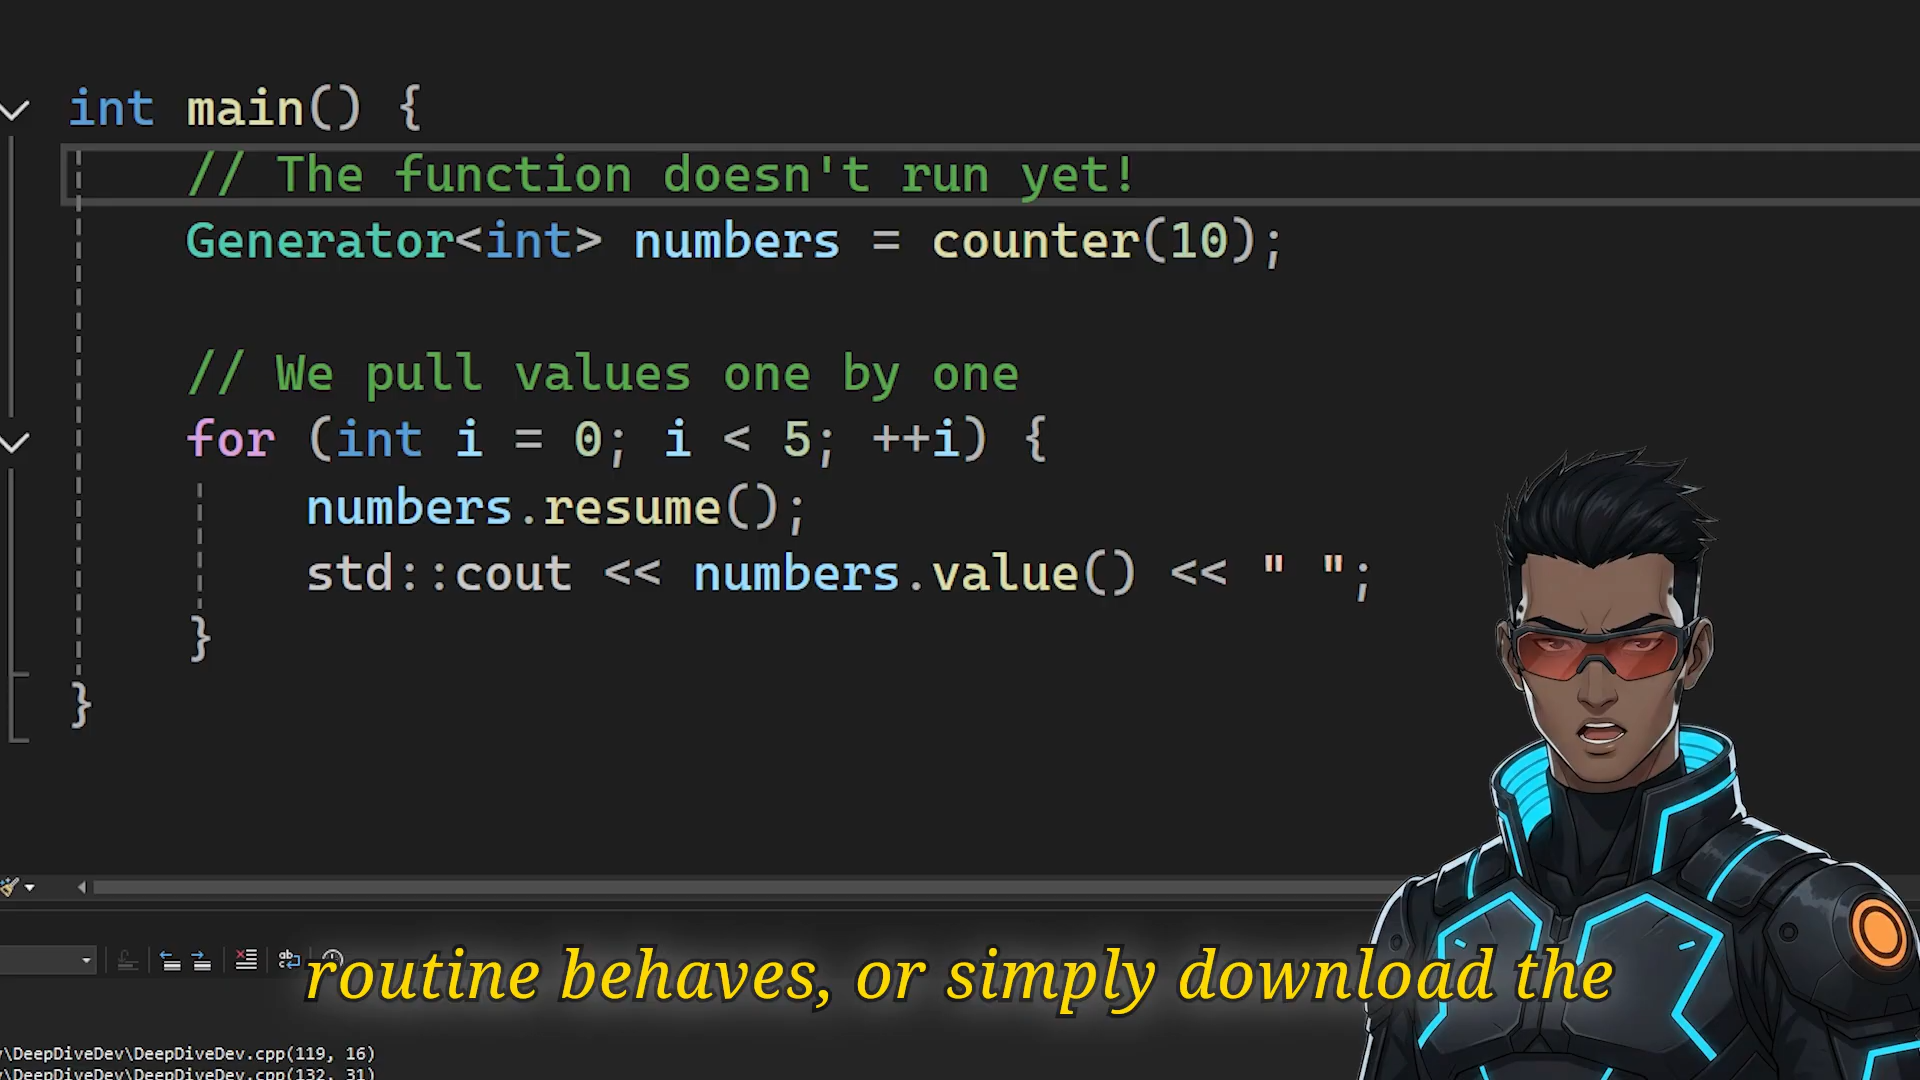 int main() {
// The function doesn't run yet!
Generator<int> numbers = counter(10);
// We pull values one by one
for (int i = 0; i < 5; ++i) {
numbers.resume();
std::cout << numbers.value() << " ";
}
}
routine behaves, or simply download the
\DeepDiveDev\DeepDiveDev.cpp(119, 16)
\DeepDiveDev\DeepDiveDev.cpp(132, 31)